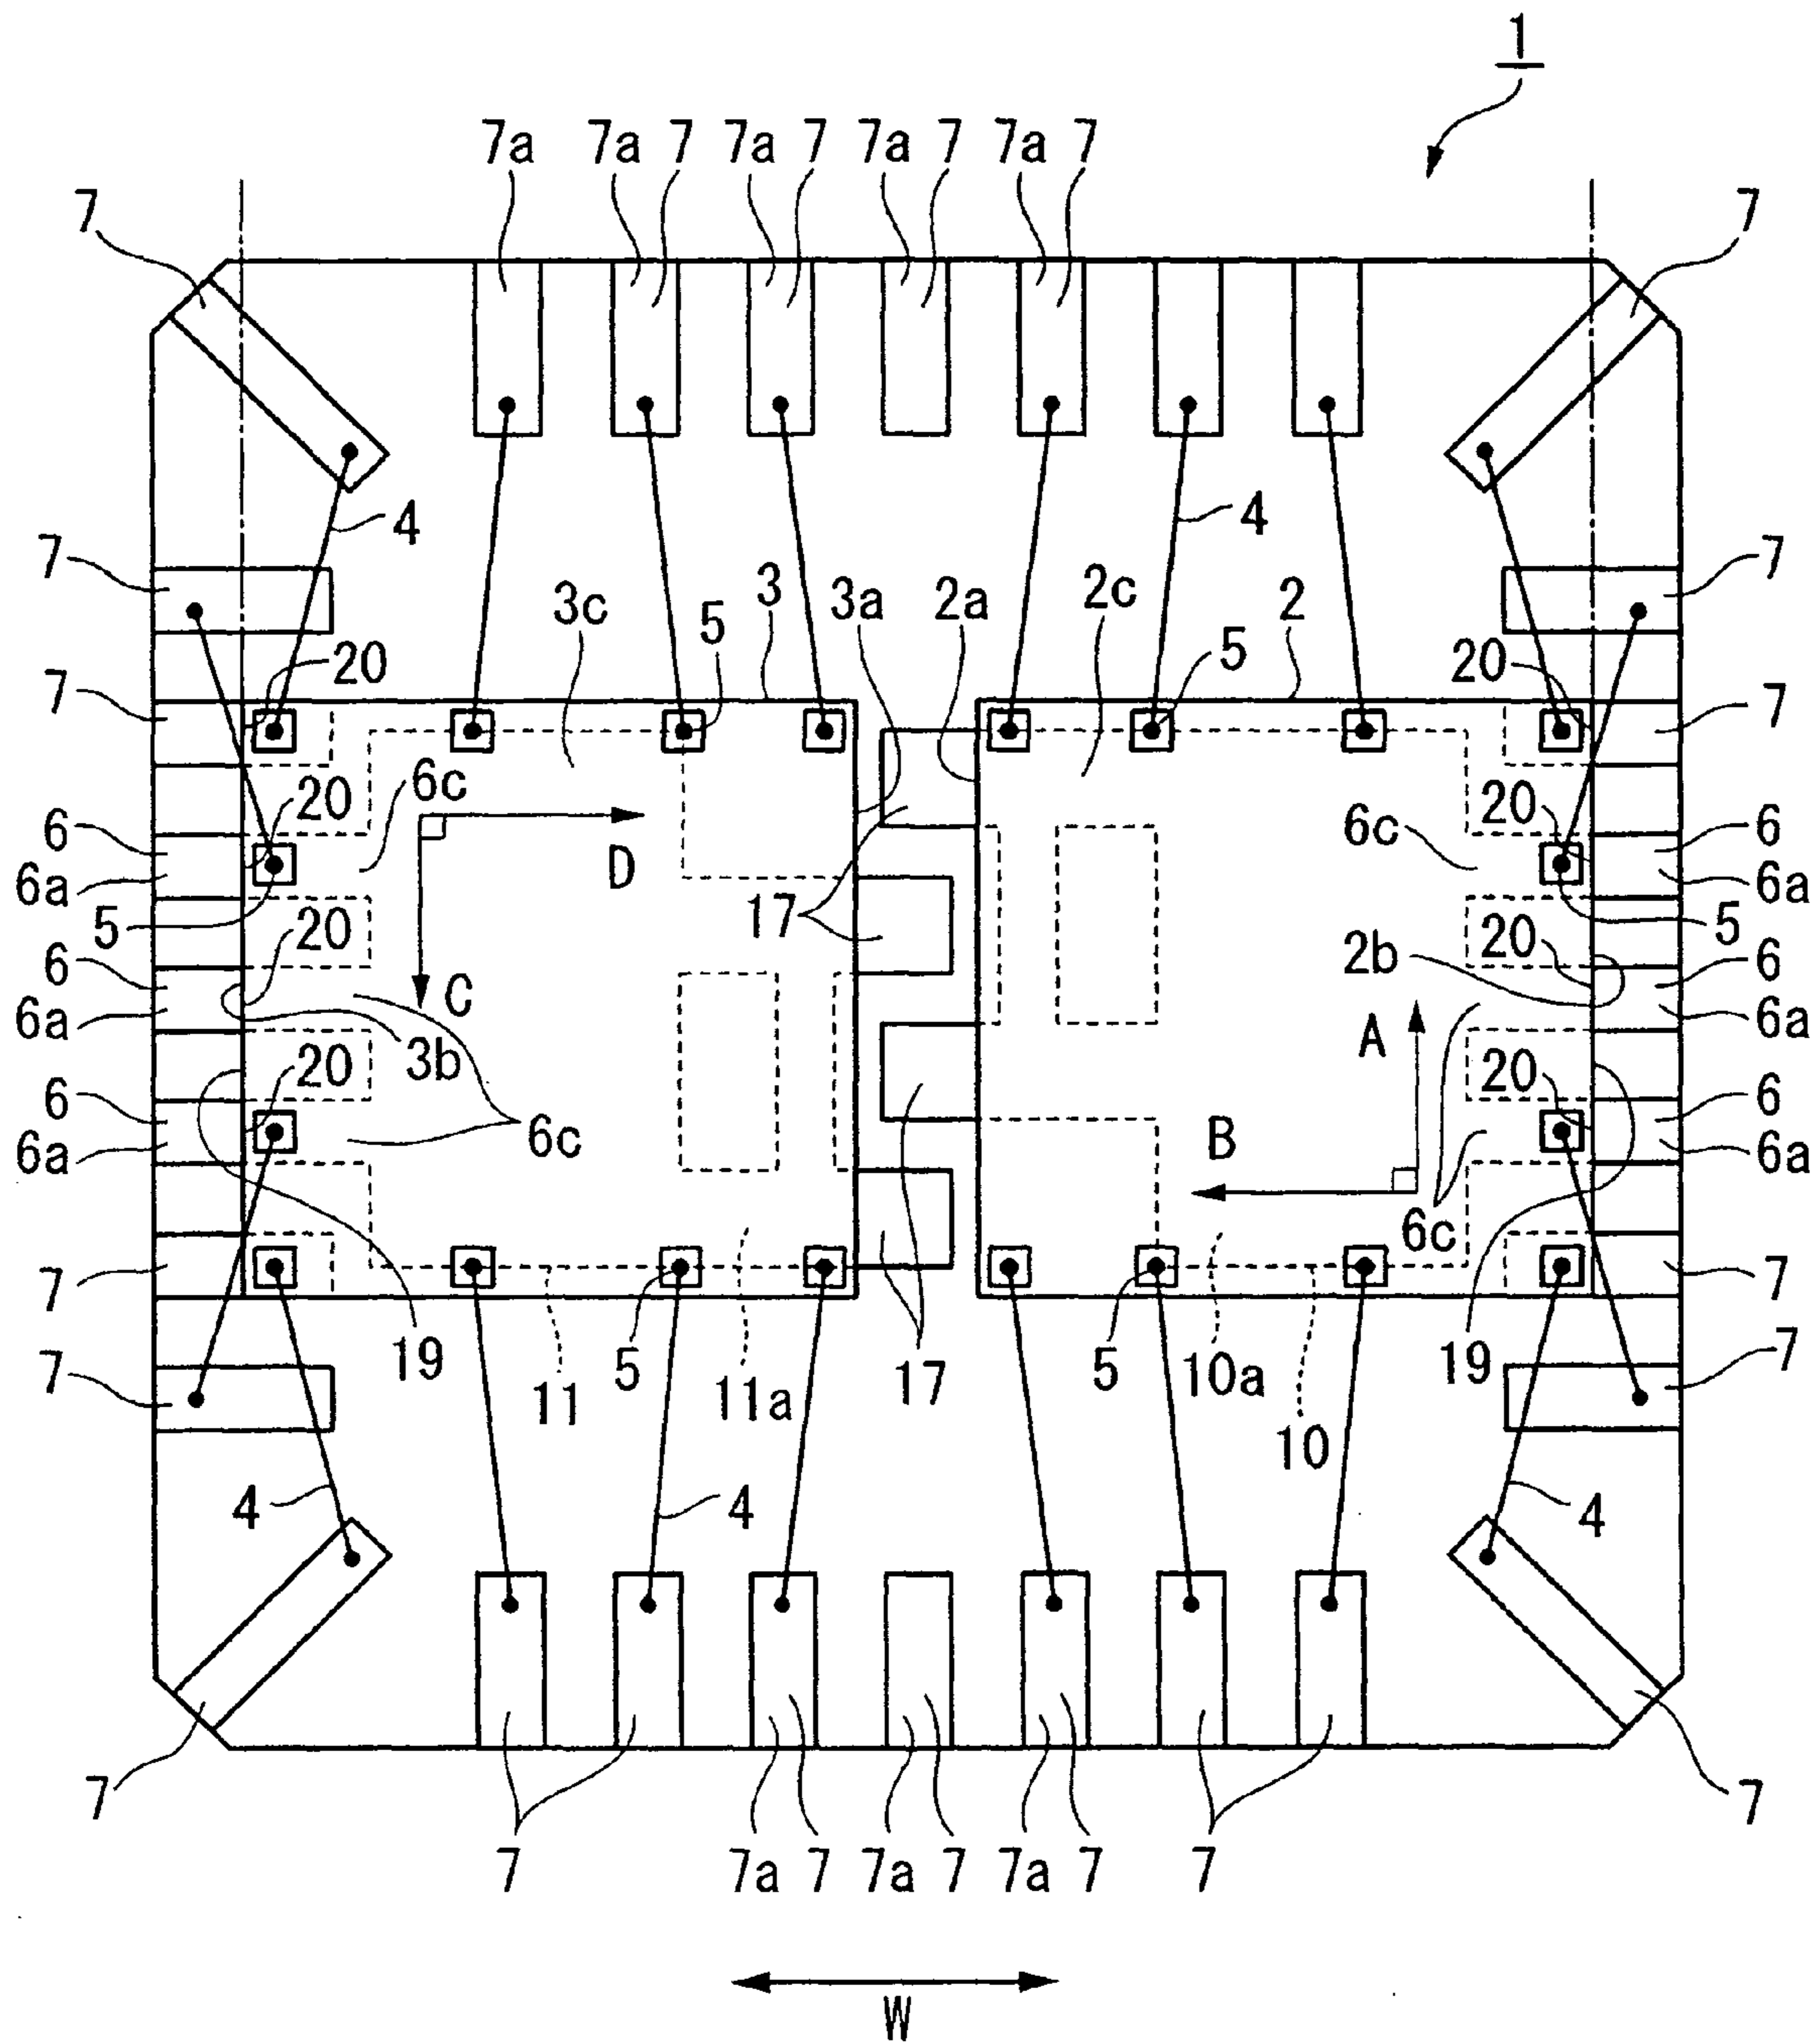 1
7a 7a 7 7a 7 7a 7 7a 7
7 7
4 4
7 3c 3 5 3a 2a 2c 5 2 7
20 20
7 7
6c 20 20
6 D 6c 6
6a 17 6a
5 20 20 5
6 2b 6
6a C A 6a
3b 20 20
6 6c 6
6a B 6a
6c
7 7
19 11 5 11a 17 5 10a 10 19
7 7
4 4 4
7 7
7 7a 7 7a 7 7a 7 7
W